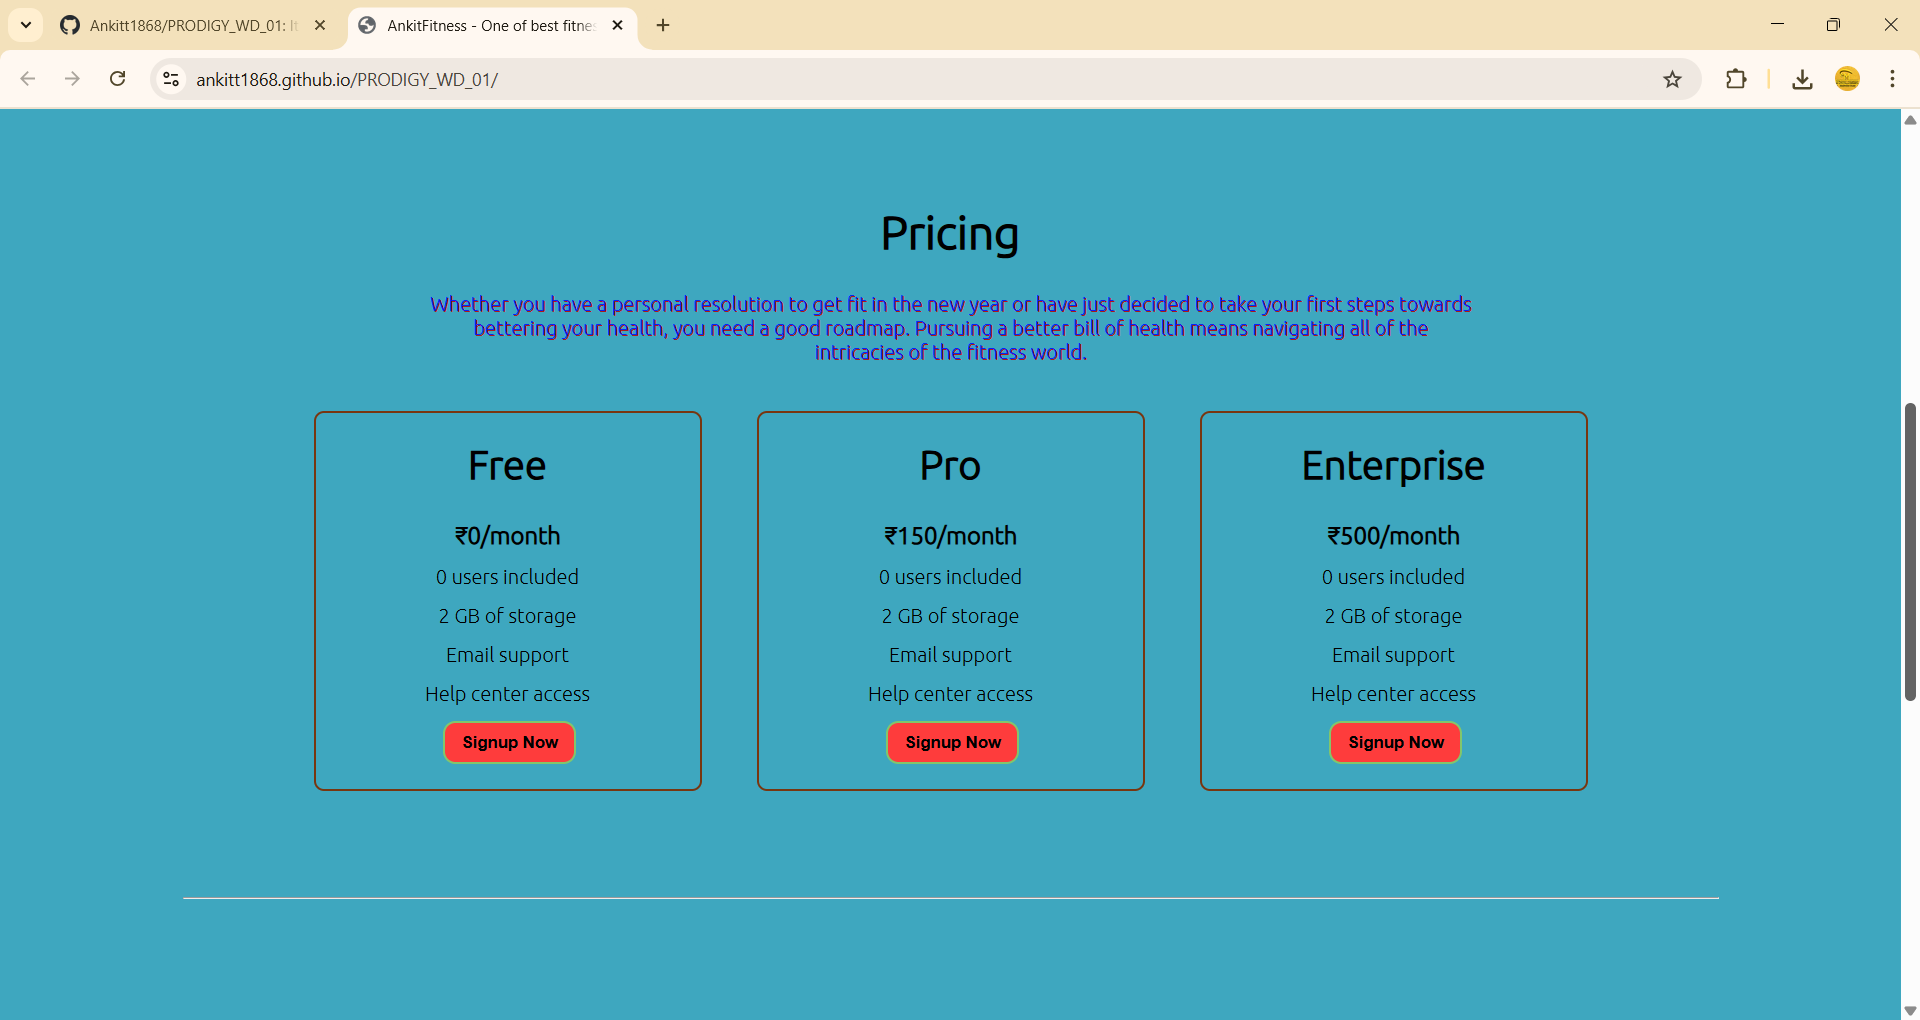 Ankitt1868/PRODIGY_WD_01: It
AnkitFitness - One of best fitne
ankitt1868.github.io/PRODIGY_WD_01/
Pricing
Whether you have a personal resolution to get fit in the new year or have just decided to take your first steps towards
bettering your health, you need a good roadmap. Pursuing a better bill of health means navigating all of the
intricacies of the fitness world.
Free
₹0/month
0 users included
2 GB of storage
Email support
Help center access
Signup Now
Pro
₹150/month
0 users included
2 GB of storage
Email support
Help center access
Signup Now
Enterprise
₹500/month
0 users included
2 GB of storage
Email support
Help center access
Signup Now